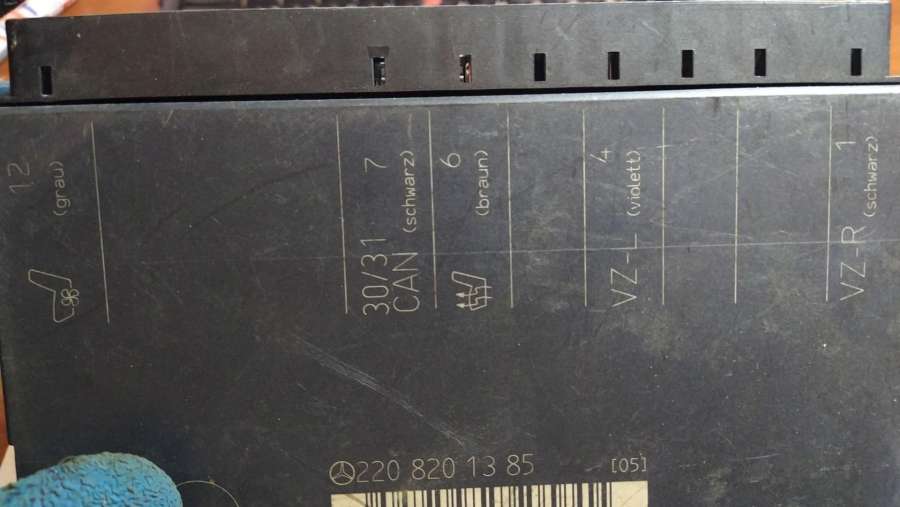 12
(grau)
30/31 7
CAN (schwarz)
6
(braun)
VZ-L 4
(violett)
VZ-R 1
(schwarz)
220 820 13 85 [05]